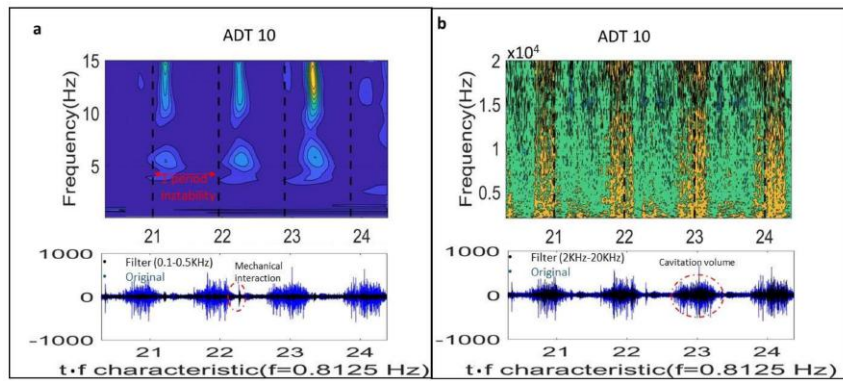 a
ADT 10
15
10
5
Frequency(Hz)
1 period
instability
21 22 23 24
1000
0
-1000
Filter (0.1-0.5KHz)
Original
Mechanical
Interaction
21 22 23 24
t•f characteristic(f=0.8125 Hz)
b
ADT 10
x10⁴
2
1.5
1
0.5
Frequency(Hz)
21 22 23 24
1000
0
-1000
Filter (2KHz-20KHz)
Original
Cavitation volume
21 22 23 24
t•f characteristic(f=0.8125 Hz)